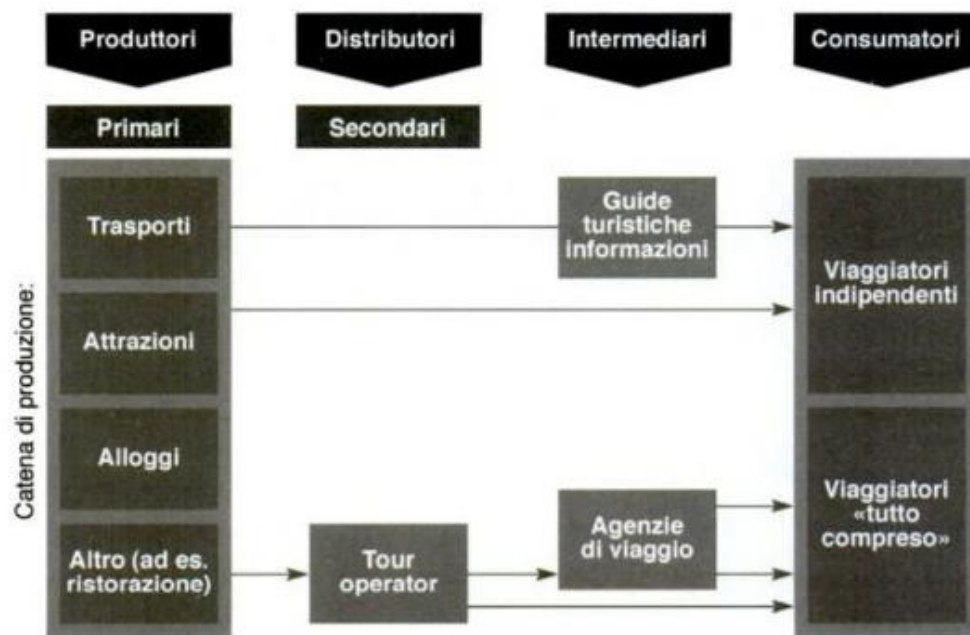 Produttori
Distributori
Intermediari
Consumatori
Primari
Secondari
Catena di produzione:
Trasporti
Attrazioni
Alloggi
Altro (ad es.
ristorazione)
Tour
operator
Guide
turistiche
informazioni
Agenzie
di viaggio
Viaggiatori
indipendenti
Viaggiatori
«tutto
compreso»